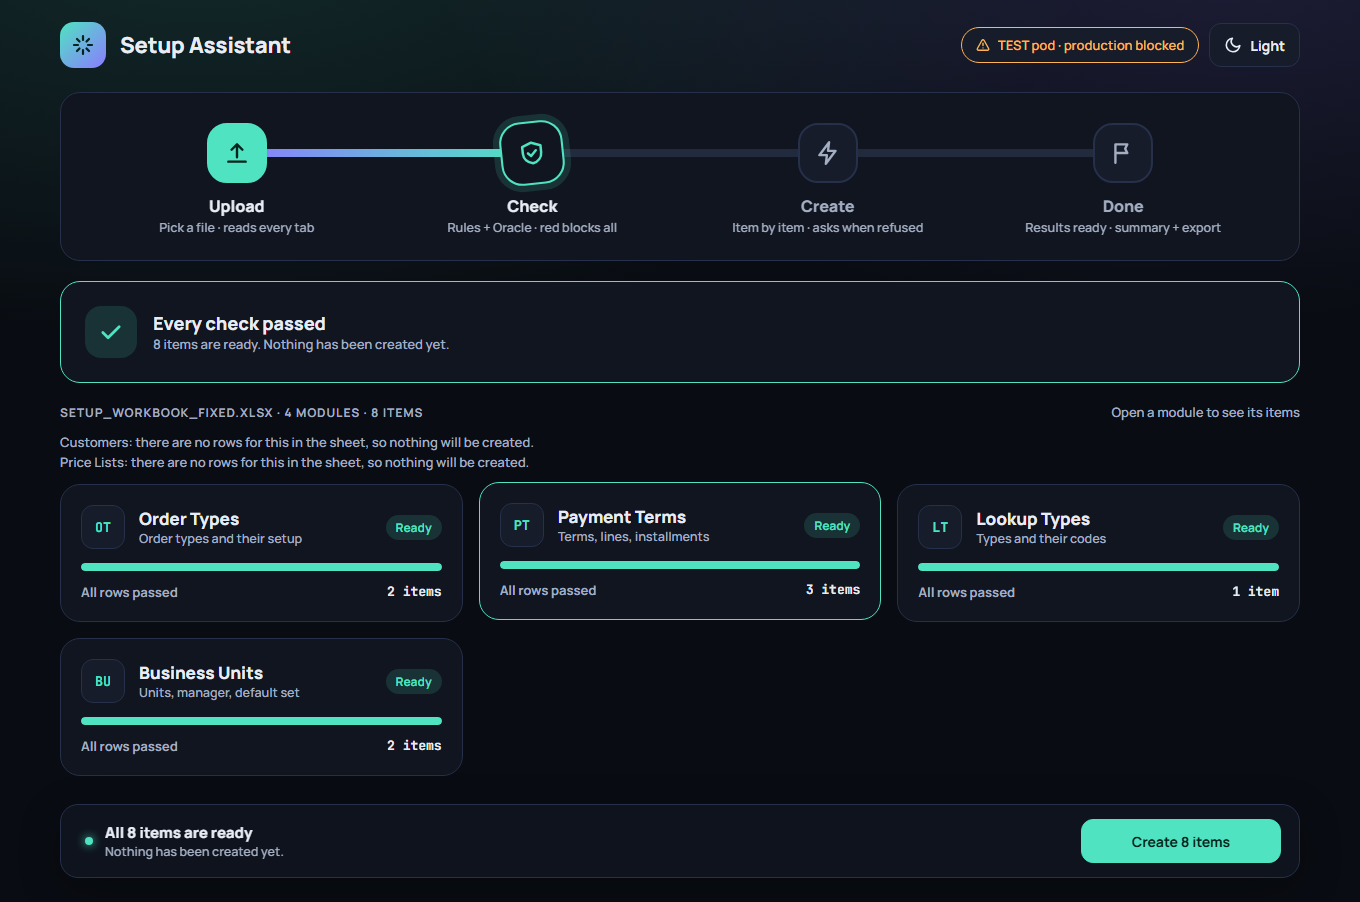 Setup Assistant
TEST pod · production blocked
Light
Upload
Pick a file · reads every tab
Check
Rules + Oracle · red blocks all
Create
Item by item · asks when refused
Done
Results ready · summary + export
Every check passed
8 items are ready. Nothing has been created yet.
SETUP_WORKBOOK_FIXED.XLSX · 4 MODULES · 8 ITEMS
Open a module to see its items
Customers: there are no rows for this in the sheet, so nothing will be created.
Price Lists: there are no rows for this in the sheet, so nothing will be created.
OT
Order Types
Order types and their setup
Ready
All rows passed
2 items
PT
Payment Terms
Terms, lines, installments
Ready
All rows passed
3 items
LT
Lookup Types
Types and their codes
Ready
All rows passed
1 item
BU
Business Units
Units, manager, default set
Ready
All rows passed
2 items
All 8 items are ready
Nothing has been created yet.
Create 8 items